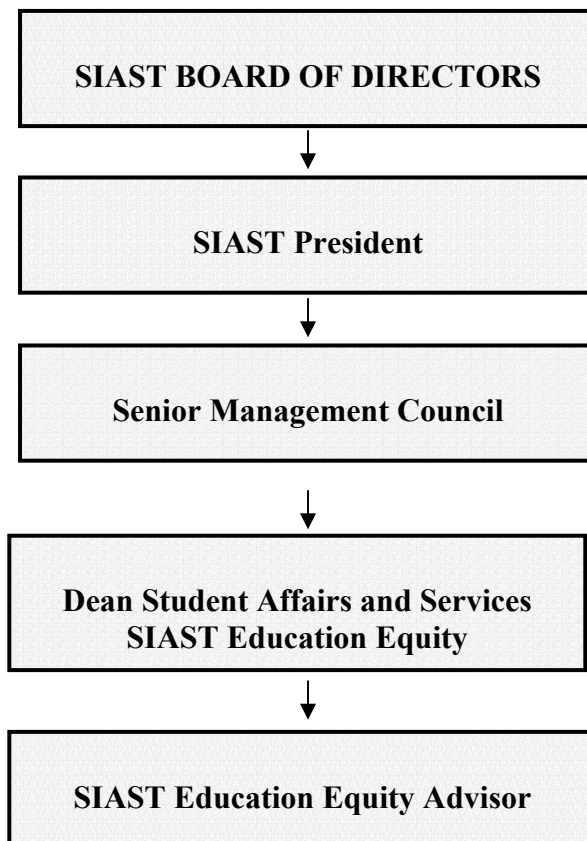 SIAST BOARD OF DIRECTORS
SIAST President
Senior Management Council
Dean Student Affairs and Services
SIAST Education Equity
SIAST Education Equity Advisor